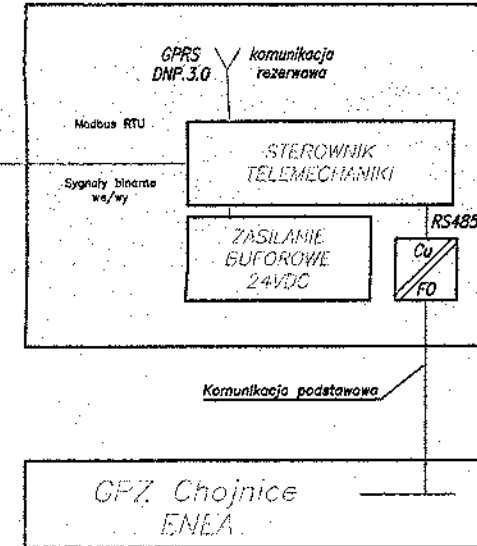 GPRS
DNP.3.0
komunikacja
rezerwowa
Modbus RTU
STEROWNIK
TELEMECHANIKI
Sygnały binarne
we/wy
RS485
ZASILANIE
BUFOROWE
24VDC
Cu
FO
Komunikacja podstawowa
GPZ Chojnice
ENEA